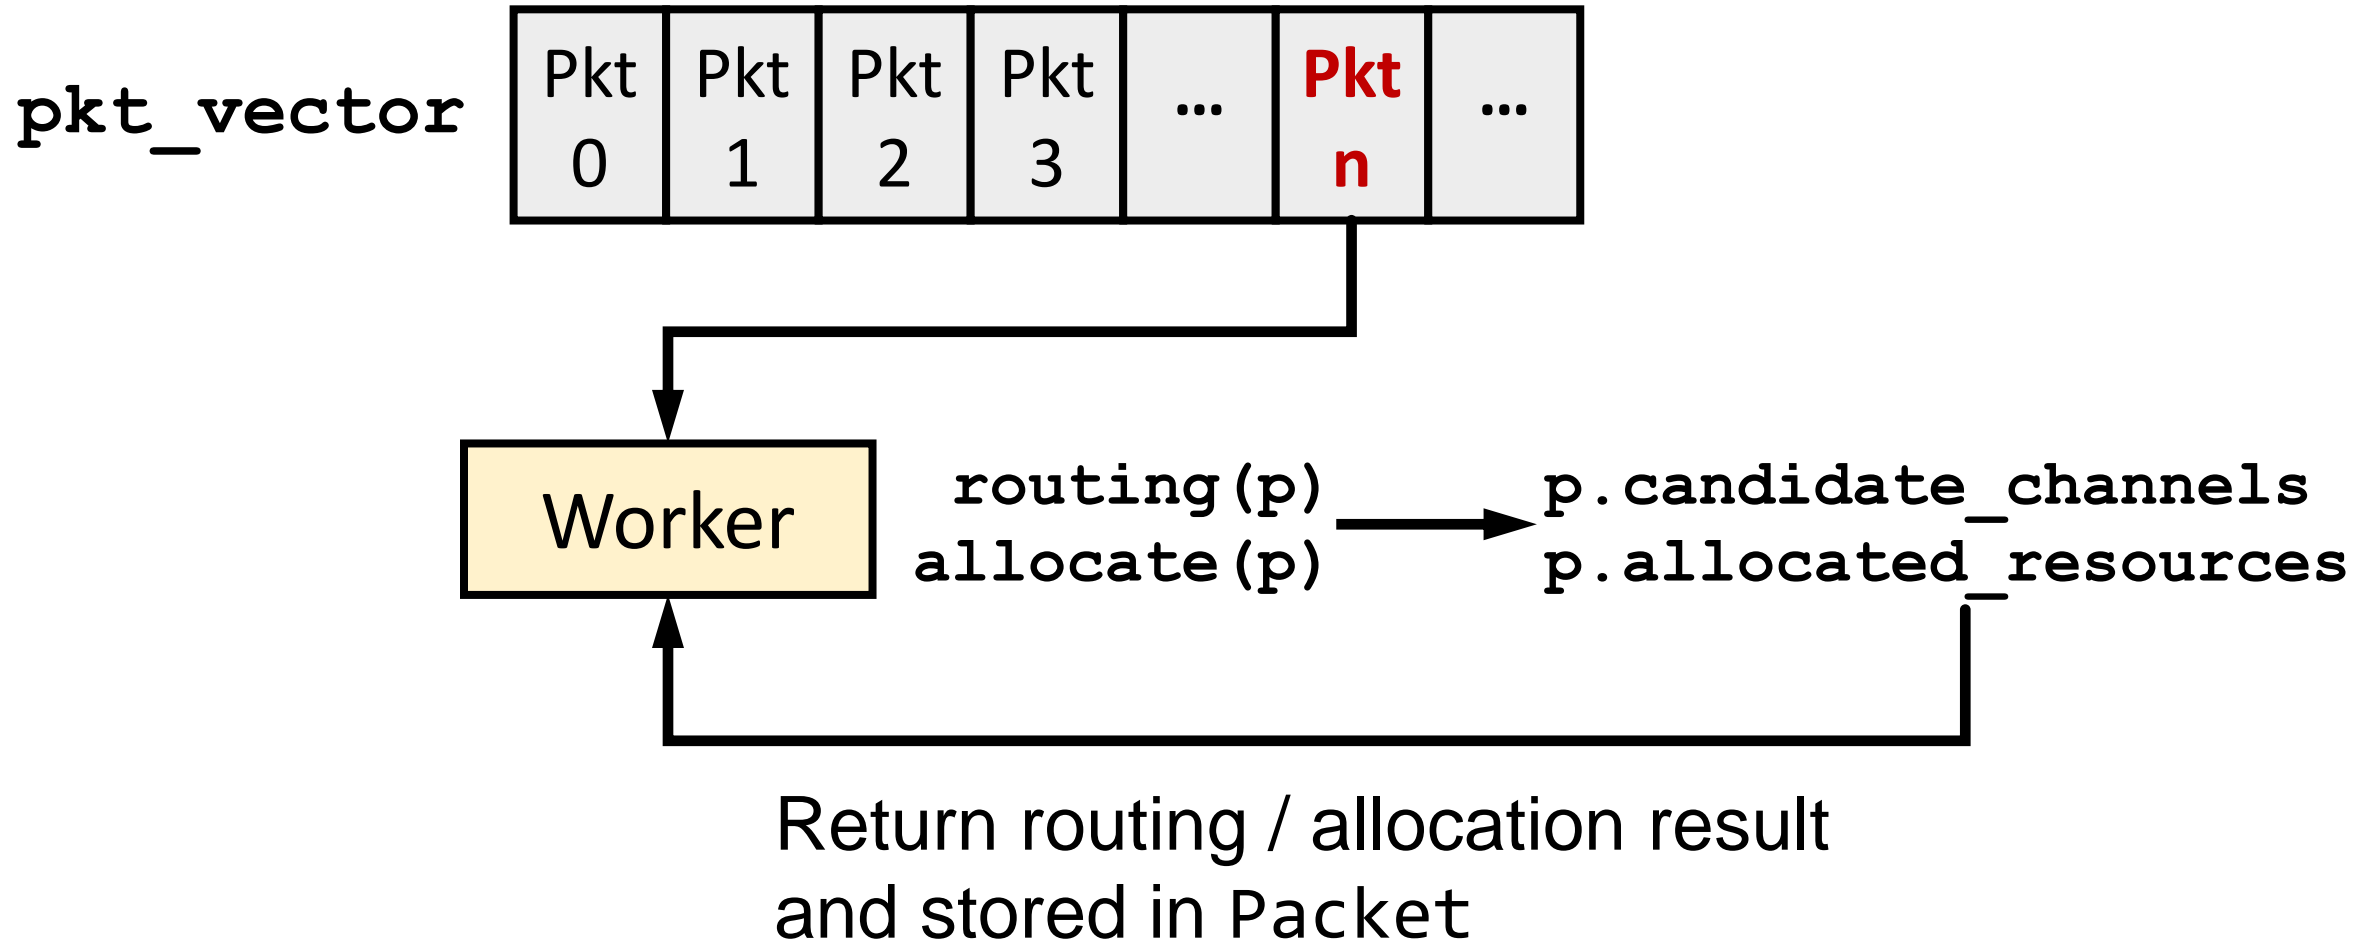 pkt_vector
Pkt 0
Pkt 1
Pkt 2
Pkt 3
...
Pkt n
...
Worker
routing(p)
allocate(p)
p.candidate_channels
p.allocated_resources
Return routing / allocation result
and stored in Packet